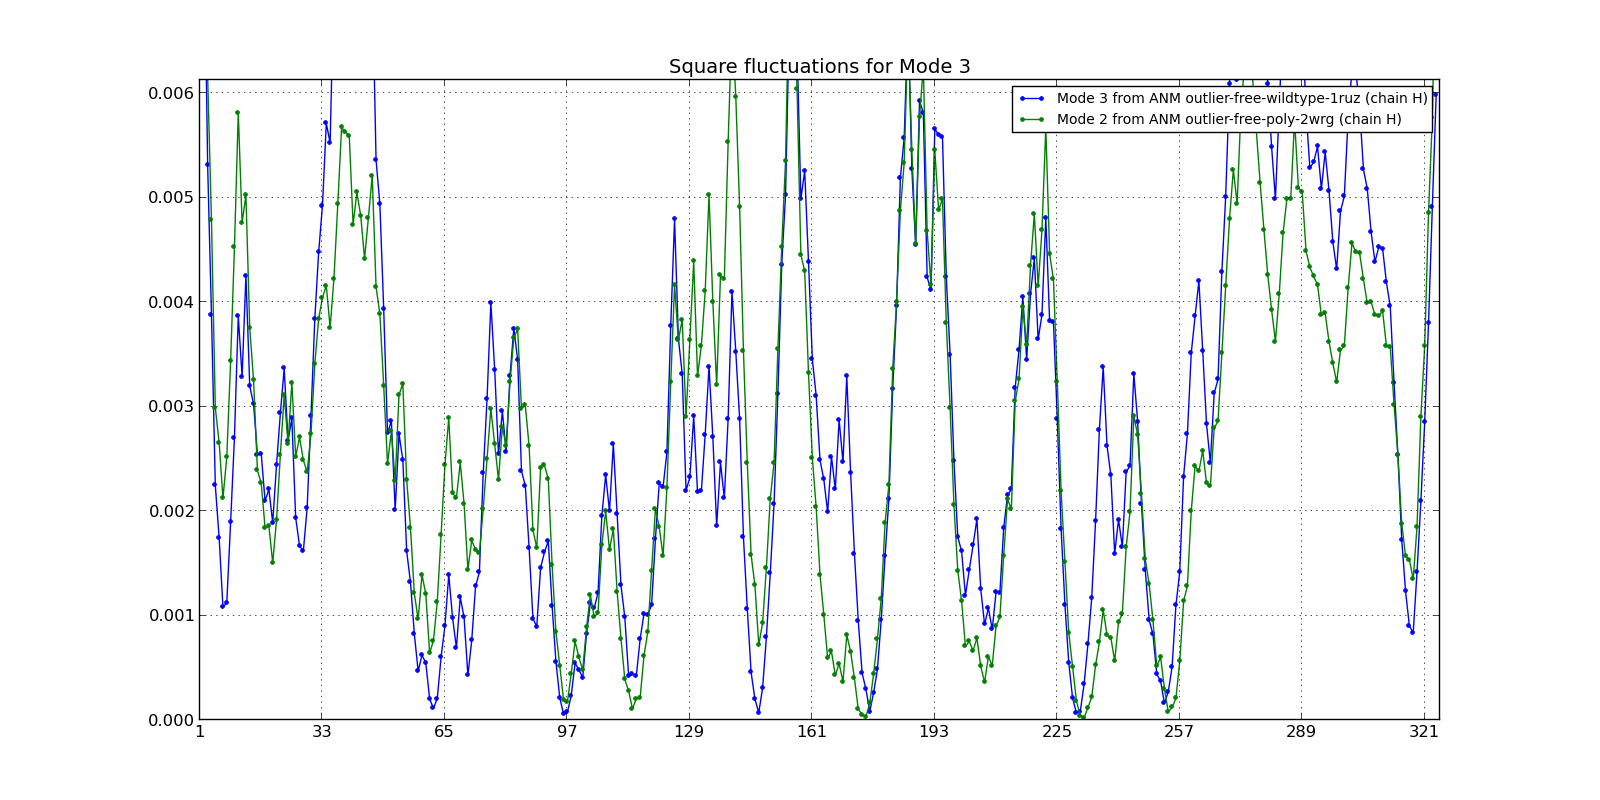 Square fluctuations for Mode 3
0.006
0.005
0.004
0.003
0.002
0.001
0.000
Mode 3 from ANM outlier-free-wildtype-1ruz (chain H)
Mode 2 from ANM outlier-free-poly-2wrg (chain H)
1 33 65 97 129 161 193 225 257 289 321